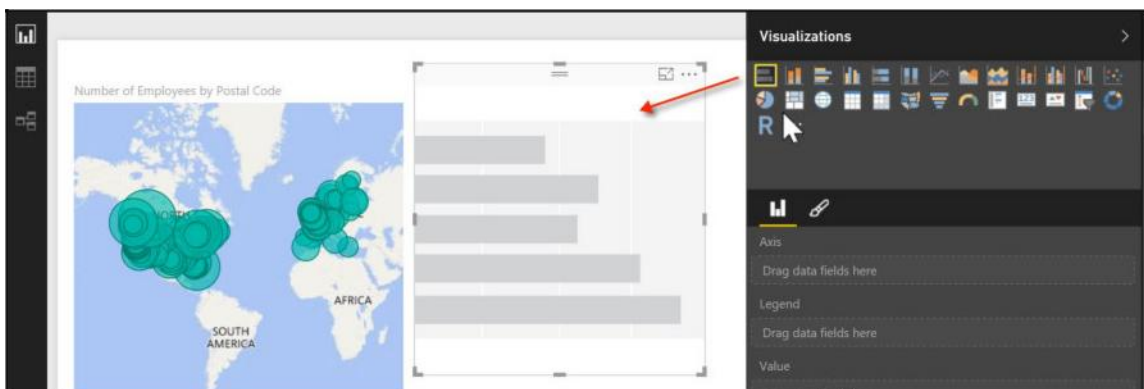 Visualizations
Number of Employees by Postal Code
123
R
Axis
Drag data fields here
Legend
Drag data fields here
Value
AFRICA
SOUTH
AMERICA